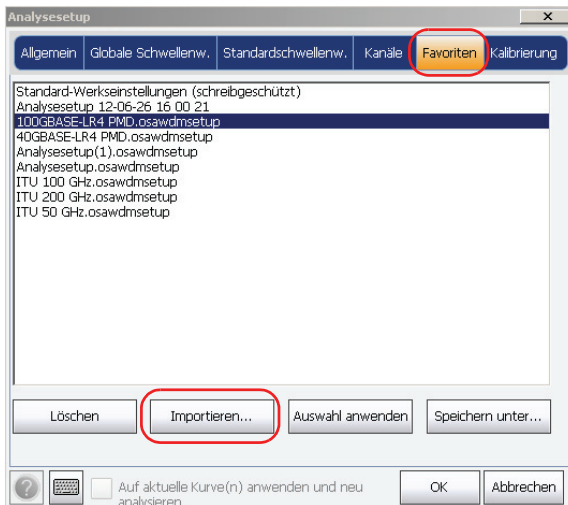 Analysesetup
Allgemein Globale Schwellenw. Standardschwellenw. Kanäle Favoriten Kalibrierung
Standard-Werkseinstellungen (schreibgeschützt)
Analysesetup 12-06-26 16 00 21
100GBASE-LR4 PMD.osawdmsetup
40GBASE-LR4 PMD.osawdmsetup
Analysesetup(1).osawdmsetup
Analysesetup.osawdmsetup
ITU 100 GHz.osawdmsetup
ITU 200 GHz.osawdmsetup
ITU 50 GHz.osawdmsetup
Löschen Importieren... Auswahl anwenden Speichern unter...
Auf aktuelle Kurve(n) anwenden und neu
analysieren
OK Abbrechen